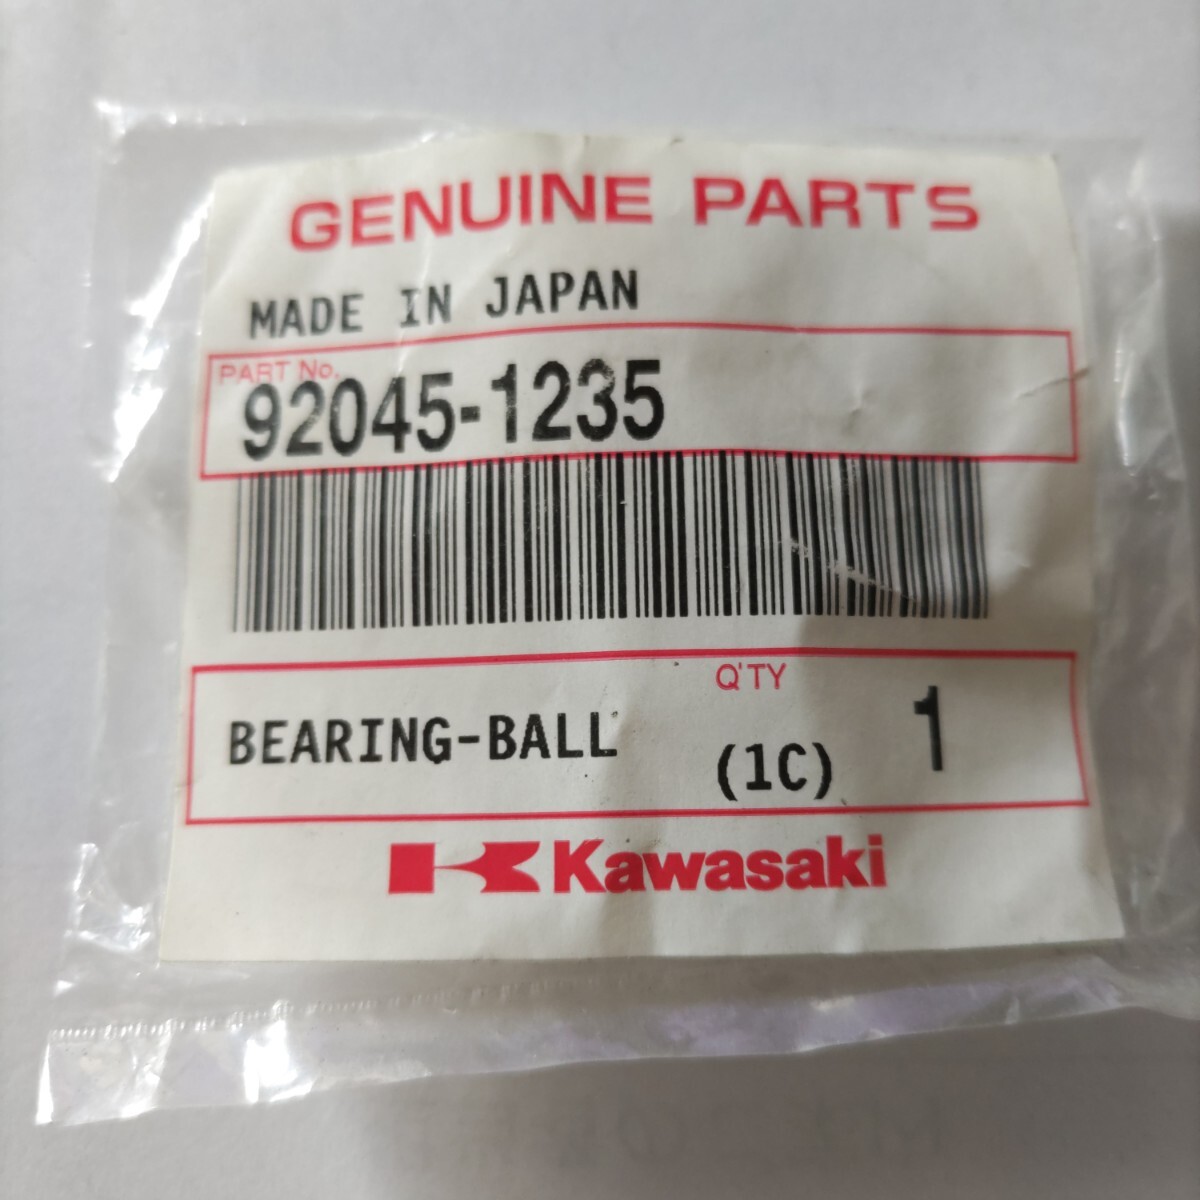 GENUINE PARTS
MADE IN JAPAN
PART No.
92045-1235
Q'TY
BEARING-BALL (1C) 1
Kawasaki